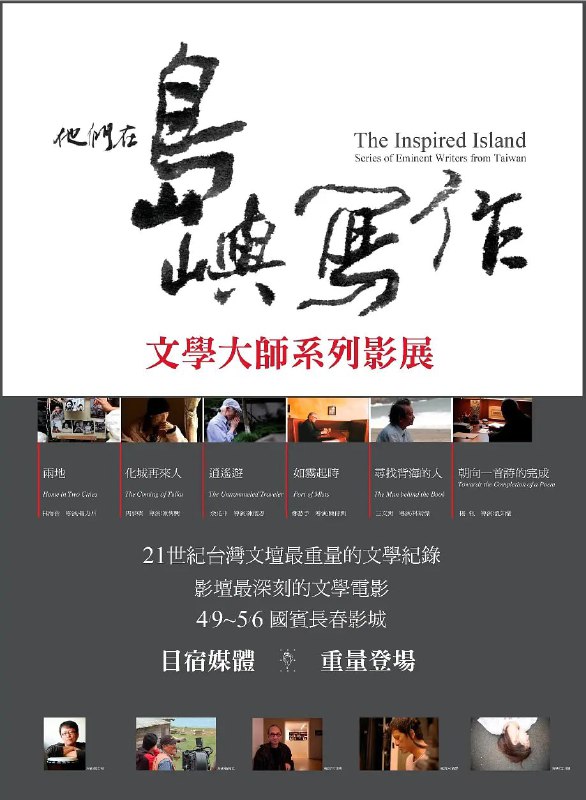 他們在
島嶼寫作
The Inspired Island
Series of Eminent Writers from Taiwan
文學大師系列影展
兩地
Home in Two Cities
化城再來人
The Coming of Tulku
逍遙遊
The Untrammeled Traveler
如霧起時
Port of Mists
尋找背海的人
The Man behind the Book
朝向一首詩的完成
Towards the Completion of a Poem
21世紀台灣文壇最重量的文學紀錄
影壇最深刻的文學電影
4/9~5/6 國賓長春影城
目宿媒體 重量登場